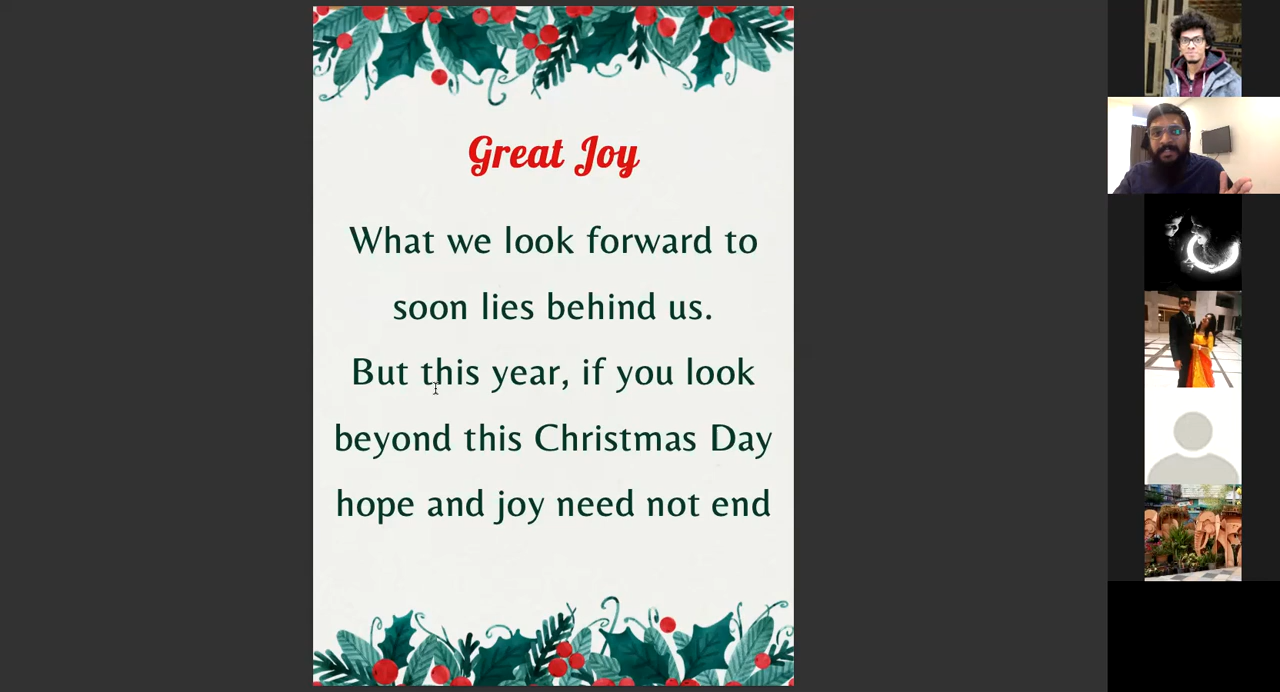 Great Joy
What we look forward to
soon lies behind us.
But this year, if you look
beyond this Christmas Day
hope and joy need not end